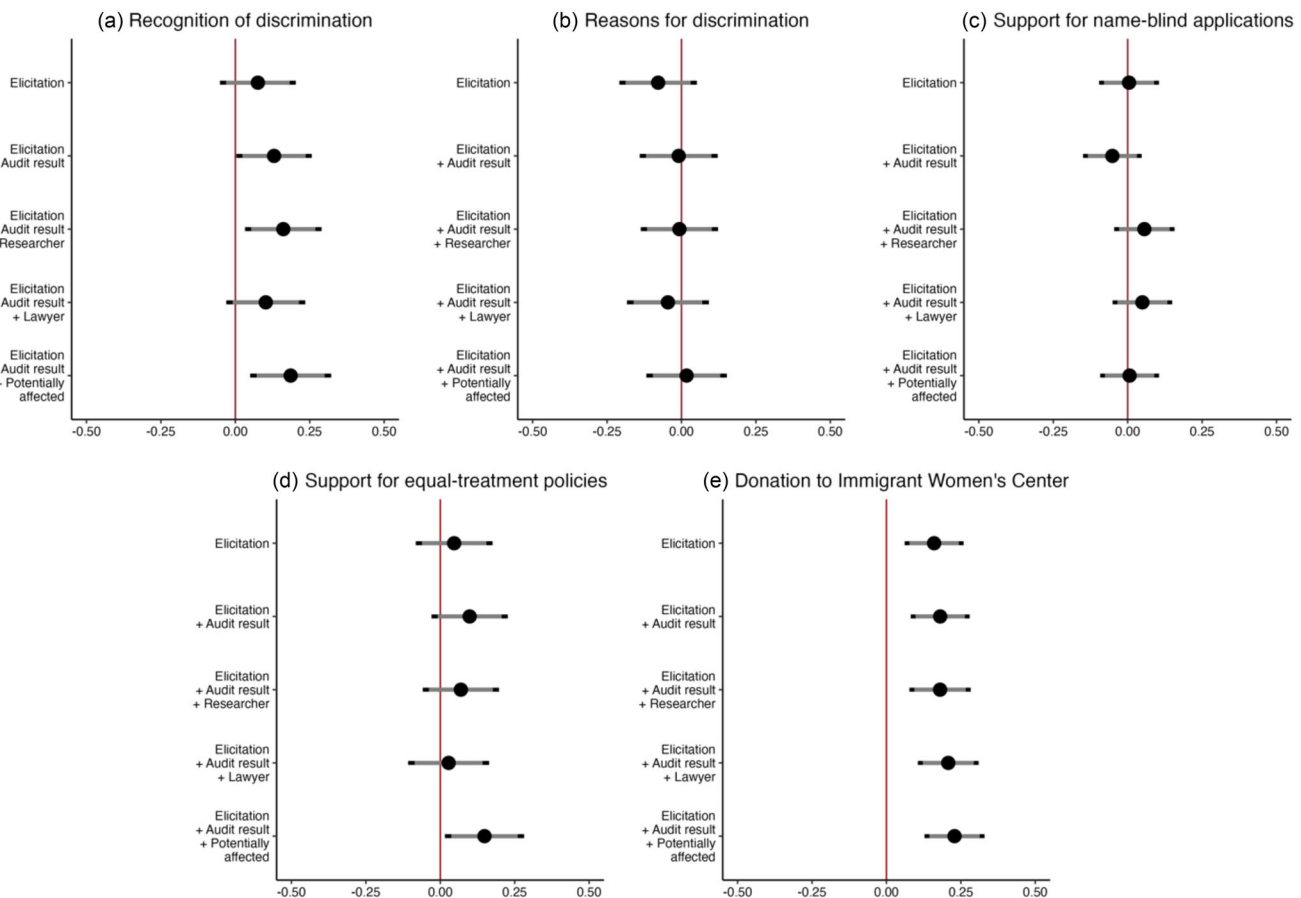 (a) Recognition of discrimination
Elicitation
Elicitation
Audit result
Elicitation
Audit result
Researcher
Elicitation
Audit result
+ Lawyer
Elicitation
Audit result
- Potentially
affected
-0.50 -0.25 0.00 0.25 0.50
(b) Reasons for discrimination
Elicitation
Elicitation
+ Audit result
Elicitation
+ Audit result
+ Researcher
Elicitation
+ Audit result
+ Lawyer
Elicitation
+ Audit result
+ Potentially
affected
-0.50 -0.25 0.00 0.25 0.50
(c) Support for name-blind applications
Elicitation
Elicitation
+ Audit result
Elicitation
+ Audit result
+ Researcher
Elicitation
+ Audit result
+ Lawyer
Elicitation
+ Audit result
+ Potentially
affected
-0.50 -0.25 0.00 0.25 0.50
(d) Support for equal-treatment policies
Elicitation
Elicitation
+ Audit result
Elicitation
+ Audit result
+ Researcher
Elicitation
+ Audit result
+ Lawyer
Elicitation
+ Audit result
+ Potentially
affected
-0.50 -0.25 0.00 0.25 0.50
(e) Donation to Immigrant Women's Center
Elicitation
Elicitation
+ Audit result
Elicitation
+ Audit result
+ Researcher
Elicitation
+ Audit result
+ Lawyer
Elicitation
+ Audit result
+ Potentially
affected
-0.50 -0.25 0.00 0.25 0.50